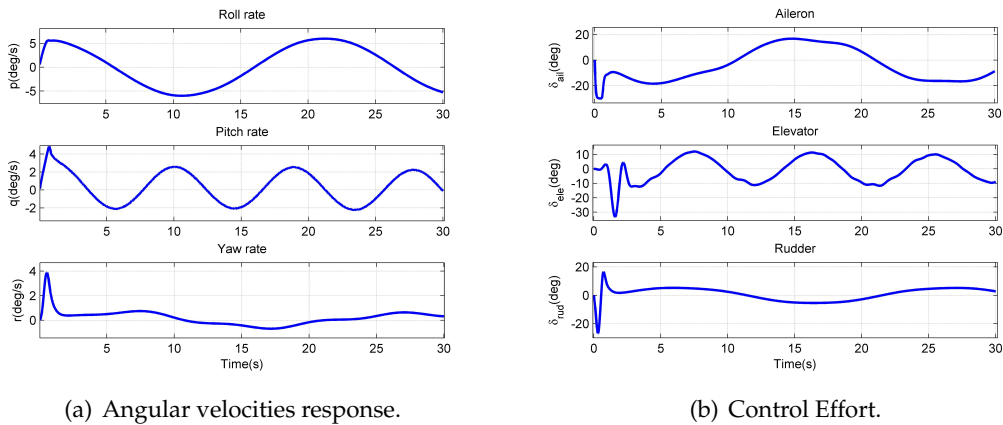 Roll rate
p(deg/s)
5
0
-5
5 10 15 20 25 30
Pitch rate
q(deg/s)
4
2
0
-2
5 10 15 20 25 30
Yaw rate
r(deg/s)
4
2
0
5 10 15 20 25 30
Time(s)
(a) Angular velocities response.
Aileron
δail(deg)
20
0
-20
0 5 10 15 20 25 30
Elevator
δele(deg)
10
0
-10
-20
-30
0 5 10 15 20 25 30
Rudder
δrud(deg)
20
0
-20
0 5 10 15 20 25 30
Time(s)
(b) Control Effort.